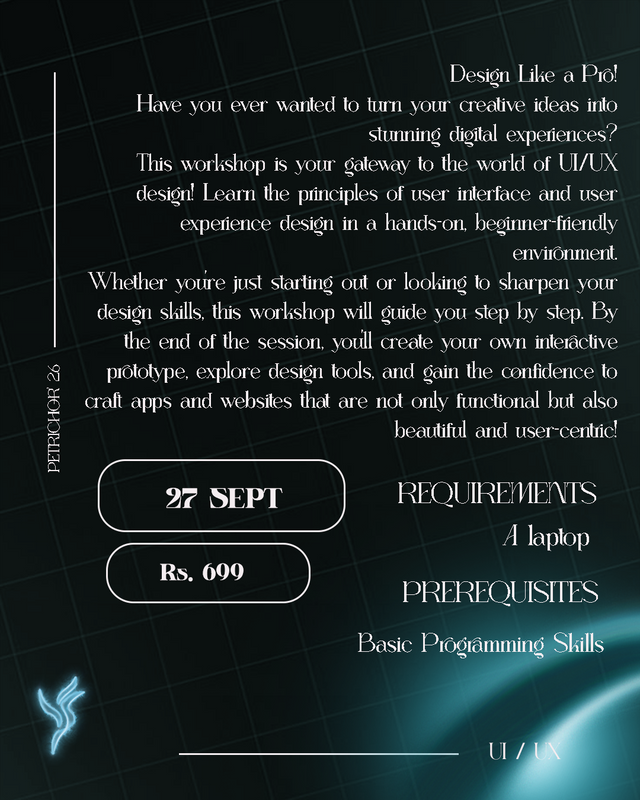 Design Like a Pro!
Have you ever wanted to turn your creative ideas into
stunning digital experiences?
This workshop is your gateway to the world of UI/UX
design! Learn the principles of user interface and user
experience design in a hands-on, beginner-friendly
environment.
Whether you're just starting out or looking to sharpen your
design skills, this workshop will guide you step by step. By
the end of the session, you'll create your own interactive
prototype, explore design tools, and gain the confidence to
craft apps and websites that are not only functional but also
beautiful and user-centric!
PETRICHOR 26
27 SEPT
Rs. 699
REQUIREMENTS
A laptop
PREREQUISITES
Basic Programming Skills
UI / UX